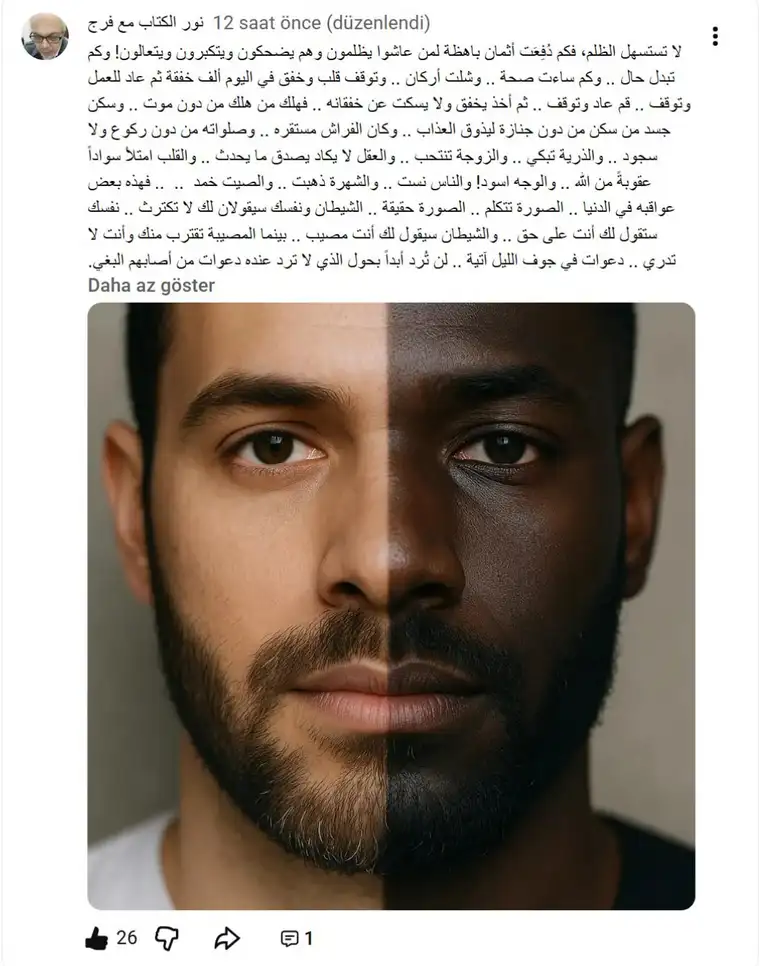 نور الكتاب مع فرج 12 saat önce (düzenlendi)
لا تستسهل الظلم، فكم دُفِعَت أثمان باهظة لمن عاشوا يظلمون وهم يضحكون ويتكبرون ويتعالون! وكم
تبدل حال .. وكم ساءت صحة .. وشلت أركان .. وتوقف قلب وخفق في اليوم ألف خفقة ثم عاد للعمل
وتوقف .. قم عاد وتوقف .. ثم أخذ يخفق ولا يسكت عن خفقانه .. فهلك من هلك من دون موت .. وسكن
جسد من سكن من دون جنازة ليذوق العذاب .. وكان الفراش مستقره .. وصلواته من دون ركوع ولا
سجود .. والذرية تبكي .. والزوجة تنتحب .. والعقل لا يكاد يصدق ما يحدث .. والقلب امتلأ سواداً
عقوبةً من الله .. والوجه اسود! والناس نست .. والشهرة ذهبت .. والصيت خمد .. .. فهذه بعض
عواقبه في الدنيا .. الصورة تتكلم .. الصورة حقيقة .. الشيطان ونفسك سيقولان لك لا تكترث .. نفسك
ستقول لك أنت على حق .. والشيطان سيقول لك أنت مصيب .. بينما المصيبة تقترب منك وأنت لا
تدري .. دعوات في جوف الليل آتية .. لن تُرد أبداً بحول الذي لا ترد عنده دعوات من أصابهم البغي.
Daha az göster
26 1